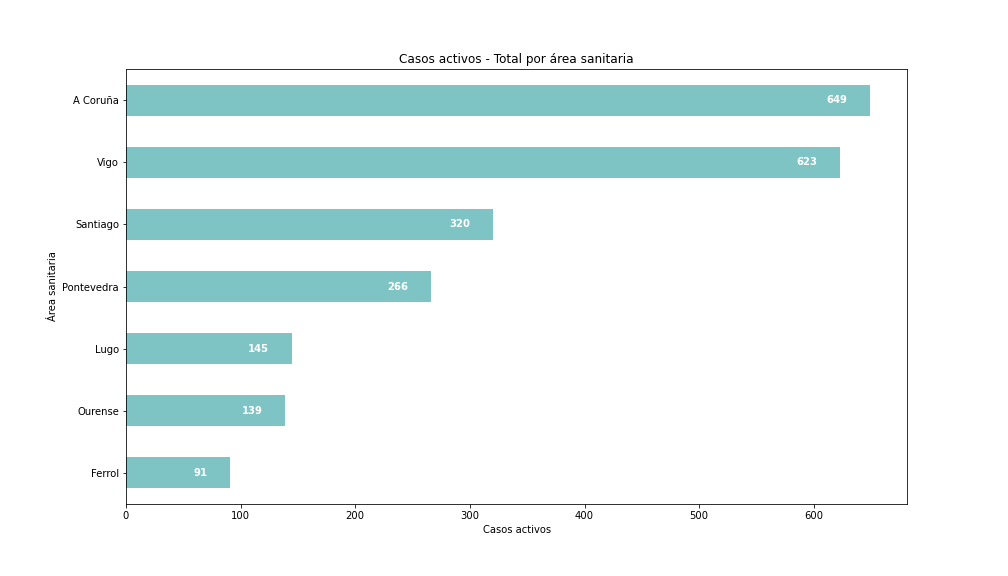 Casos activos - Total por área sanitaria
A Coruña
649
Vigo
623
Santiago
320
Pontevedra
266
Lugo
145
Ourense
139
Ferrol
91
Área sanitaria
0 100 200 300 400 500 600
Casos activos